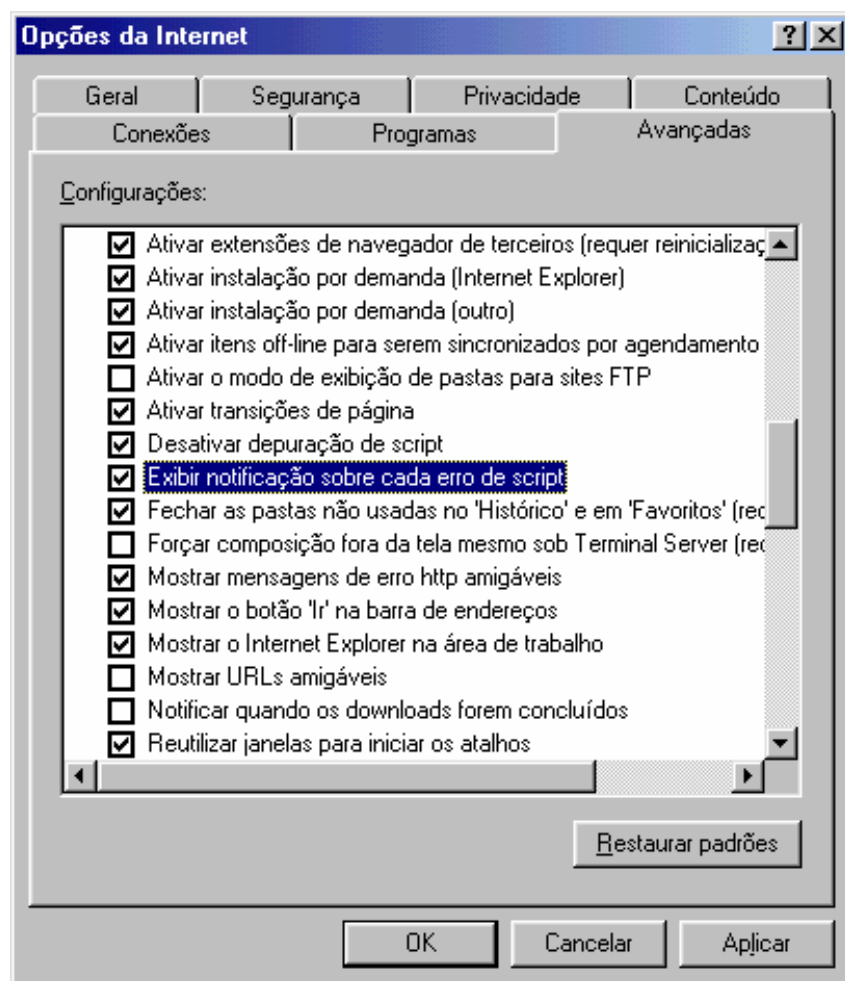 Opções da Internet
Geral Segurança Privacidade Conteúdo
Conexões Programas Avançadas
Configurações:
Ativar extensões de navegador de terceiros (requer reinicializaç
Ativar instalação por demanda (Internet Explorer)
Ativar instalação por demanda (outro)
Ativar itens off-line para serem sincronizados por agendamento
Ativar o modo de exibição de pastas para sites FTP
Ativar transições de página
Desativar depuração de script
Exibir notificação sobre cada erro de script
Fechar as pastas não usadas no 'Histórico' e em 'Favoritos' (req
Forçar composição fora da tela mesmo sob Terminal Server (req
Mostrar mensagens de erro http amigáveis
Mostrar o botão 'Ir' na barra de endereços
Mostrar o Internet Explorer na área de trabalho
Mostrar URLs amigáveis
Notificar quando os downloads forem concluídos
Reutilizar janelas para iniciar os atalhos
Restaurar padrões
OK Cancelar Aplicar